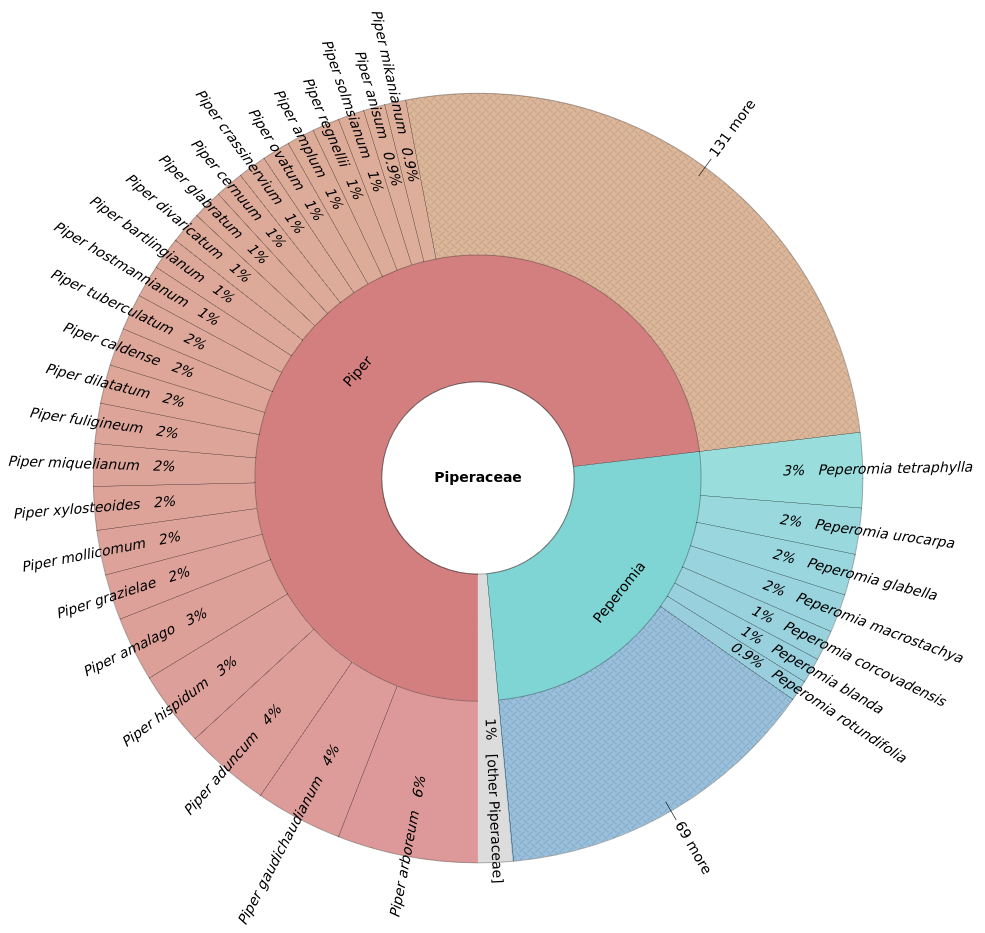 Piperaceae
Piper
Peperomia
Piper mikanianum 0.9%
Piper anisum 0.9%
Piper solmsianum 1%
Piper regnellii 1%
Piper amplum 1%
Piper ovatum 1%
Piper crassinervium 1%
Piper cernuum 1%
Piper glabratum 1%
Piper divaricatum 1%
Piper bartlingianum 1%
Piper hostmannianum 1%
Piper tuberculatum 2%
Piper caldense 2%
Piper dilatatum 2%
Piper fuligineum 2%
Piper miquelianum 2%
Piper xylosteoides 2%
Piper mollicomum 2%
Piper grazielae 2%
Piper amalago 3%
Piper hispidum 3%
Piper aduncum 4%
Piper gaudichaudianum 4%
Piper arboreum 6%
1% [other Piperaceae]
69 more
0.9% Peperomia rotundifolia
1% Peperomia blanda
1% Peperomia corcovadensis
2% Peperomia macrostachya
2% Peperomia glabella
2% Peperomia urocarpa
3% Peperomia tetraphylla
131 more